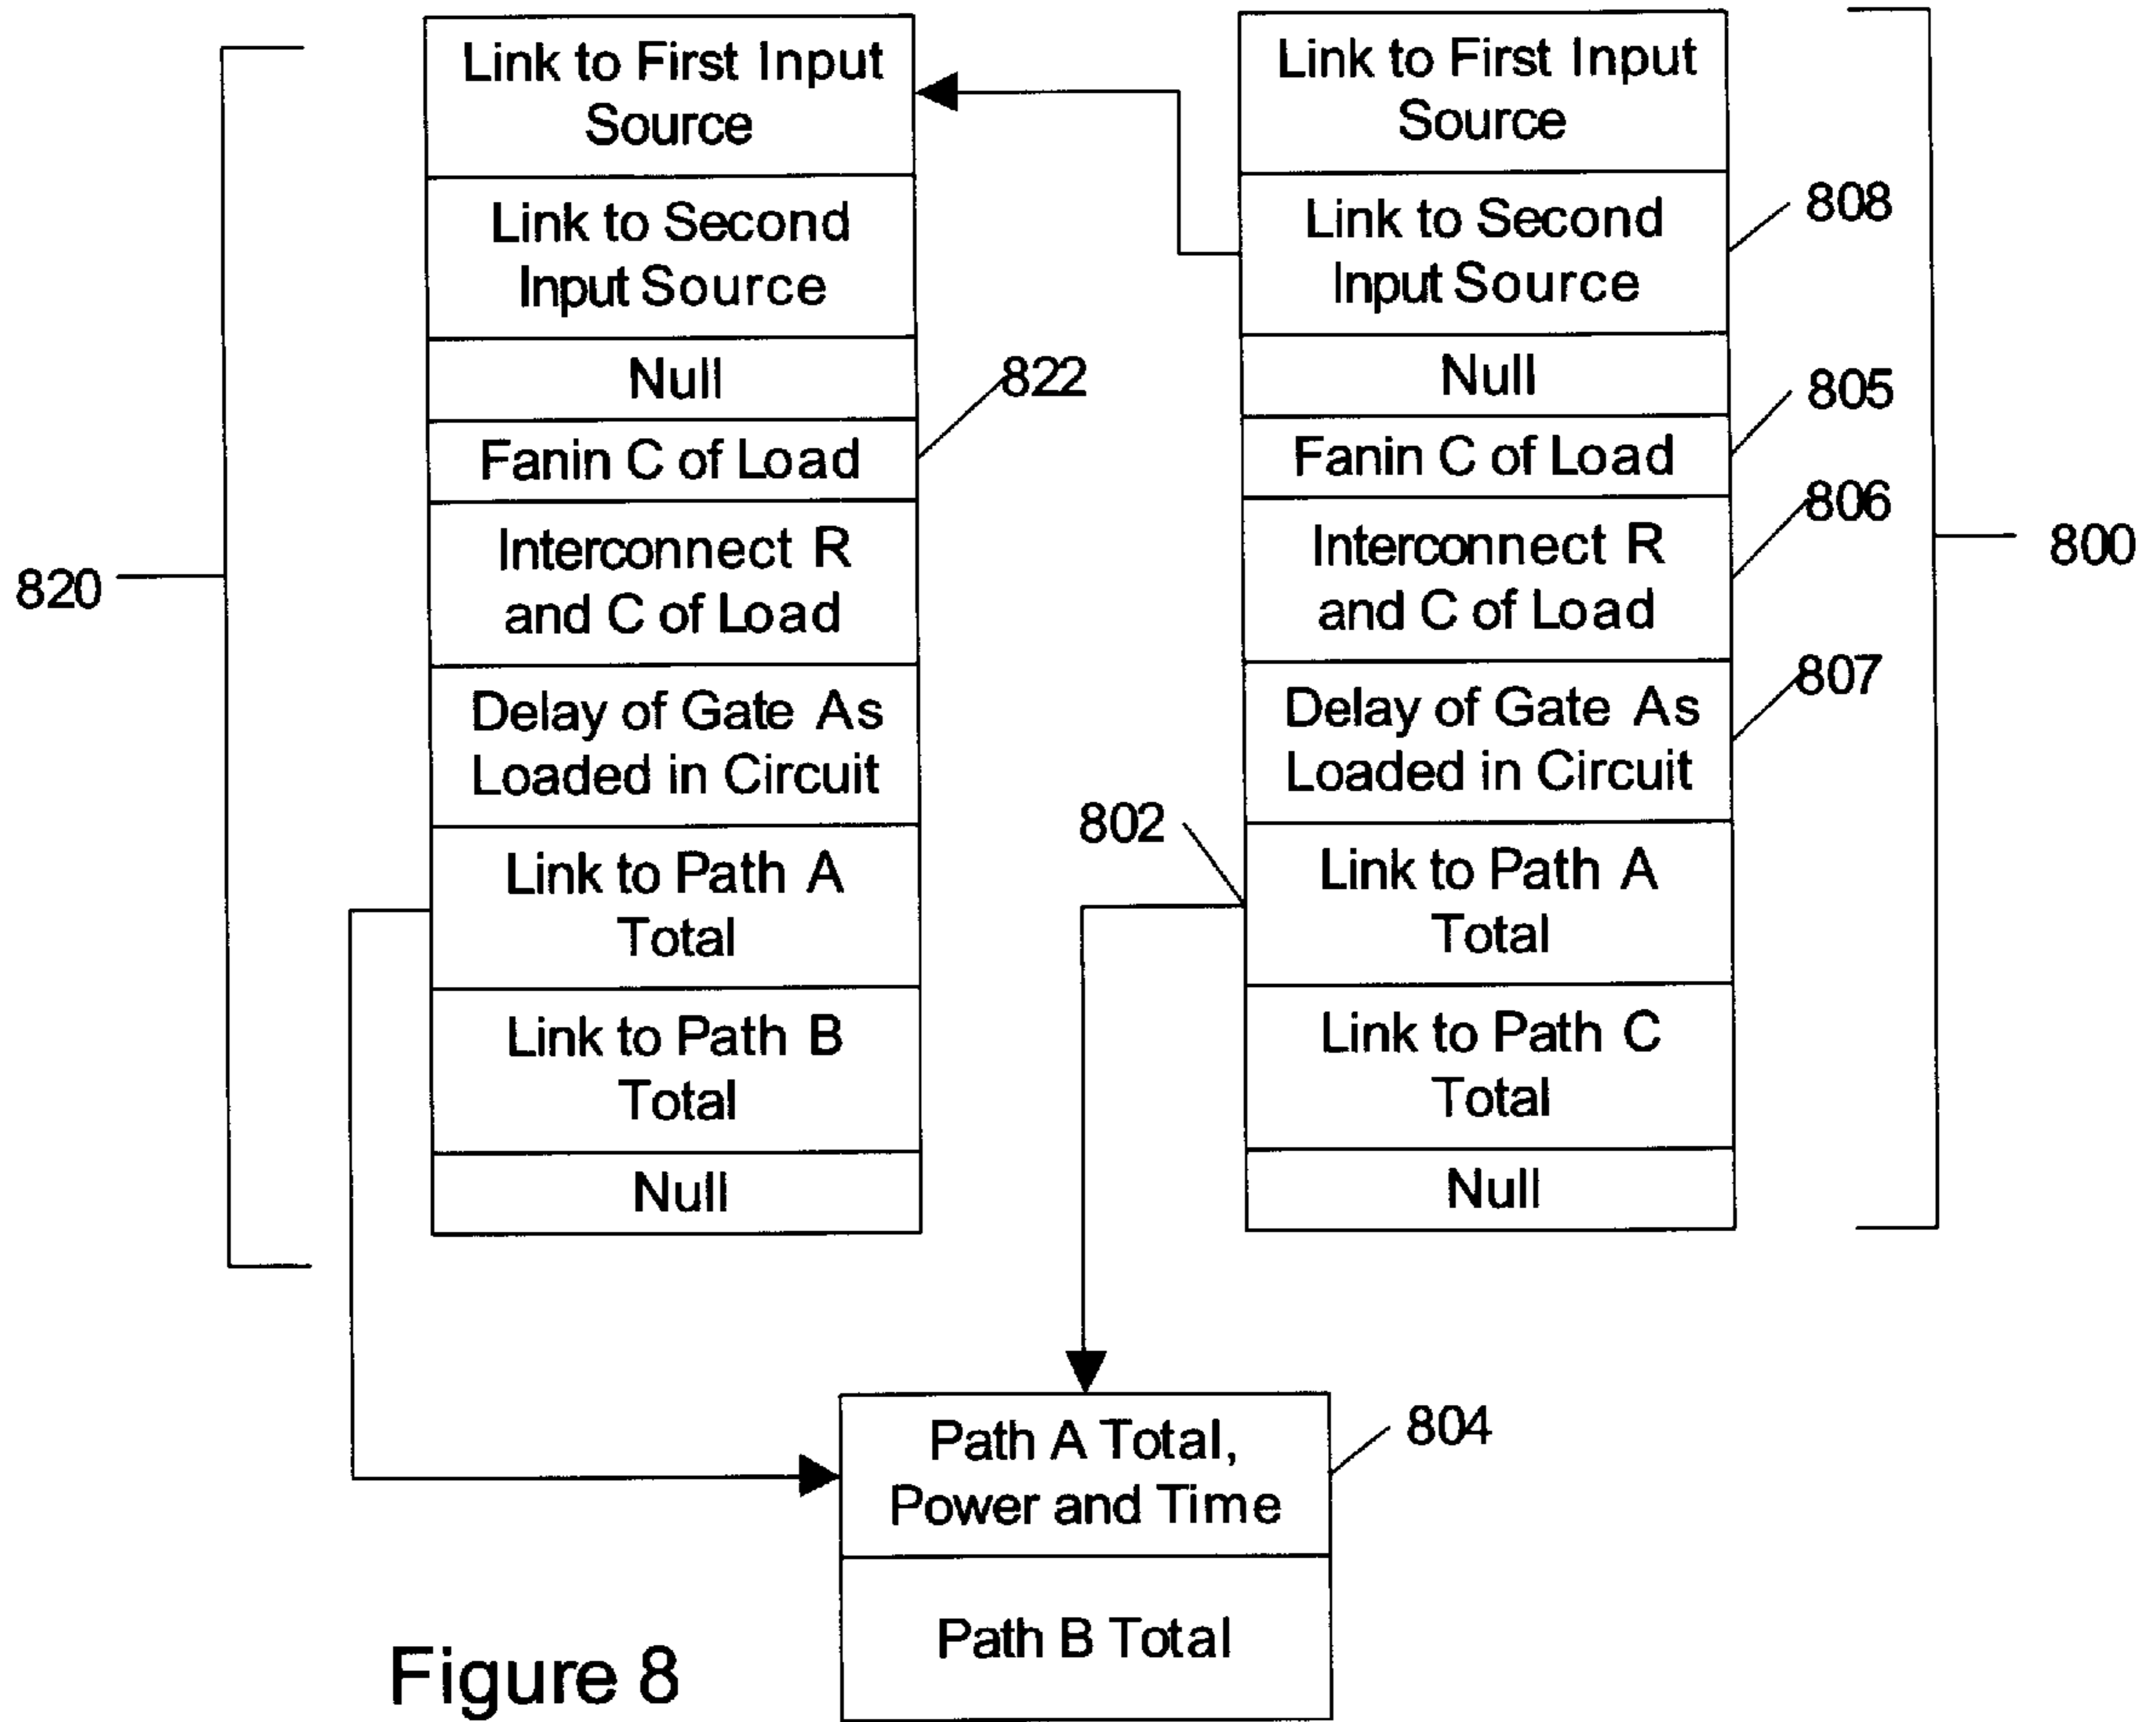 Link to First Input
Source
Link to Second
Input Source
Null
822
Fanin C of Load
Interconnect R
and C of Load
820
Delay of Gate As
Loaded in Circuit
Link to Path A
Total
Link to Path B
Total
Null
Link to First Input
Source
808
Link to Second
Input Source
Null
805
Fanin C of Load
806
Interconnect R
and C of Load
800
807
Delay of Gate As
Loaded in Circuit
802
Link to Path A
Total
Link to Path C
Total
Null
804
Path A Total,
Power and Time
Path B Total
Figure 8